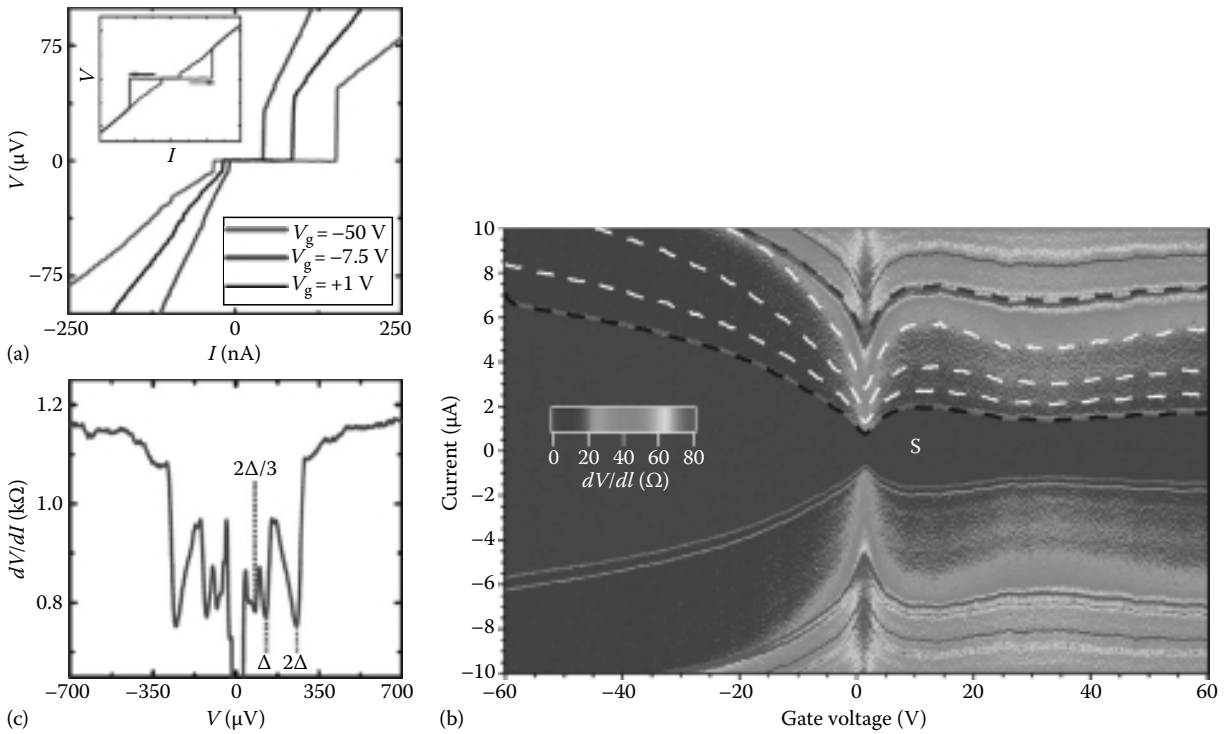 75
0
−75
V (μV)
V
I
V_g = −50 V
V_g = −7.5 V
V_g = +1 V
−250 0 250
(a) I (nA)
1.2
1.0
0.8
dV/dI (kΩ)
2Δ/3
Δ 2Δ
−700 −350 0 350 700
(c) V (μV)
10
8
6
4
2
0
−2
−4
−6
−8
−10
Current (μA)
S
0 20 40 60 80
dV/dI (Ω)
−60 −40 −20 0 20 40 60
(b) Gate voltage (V)